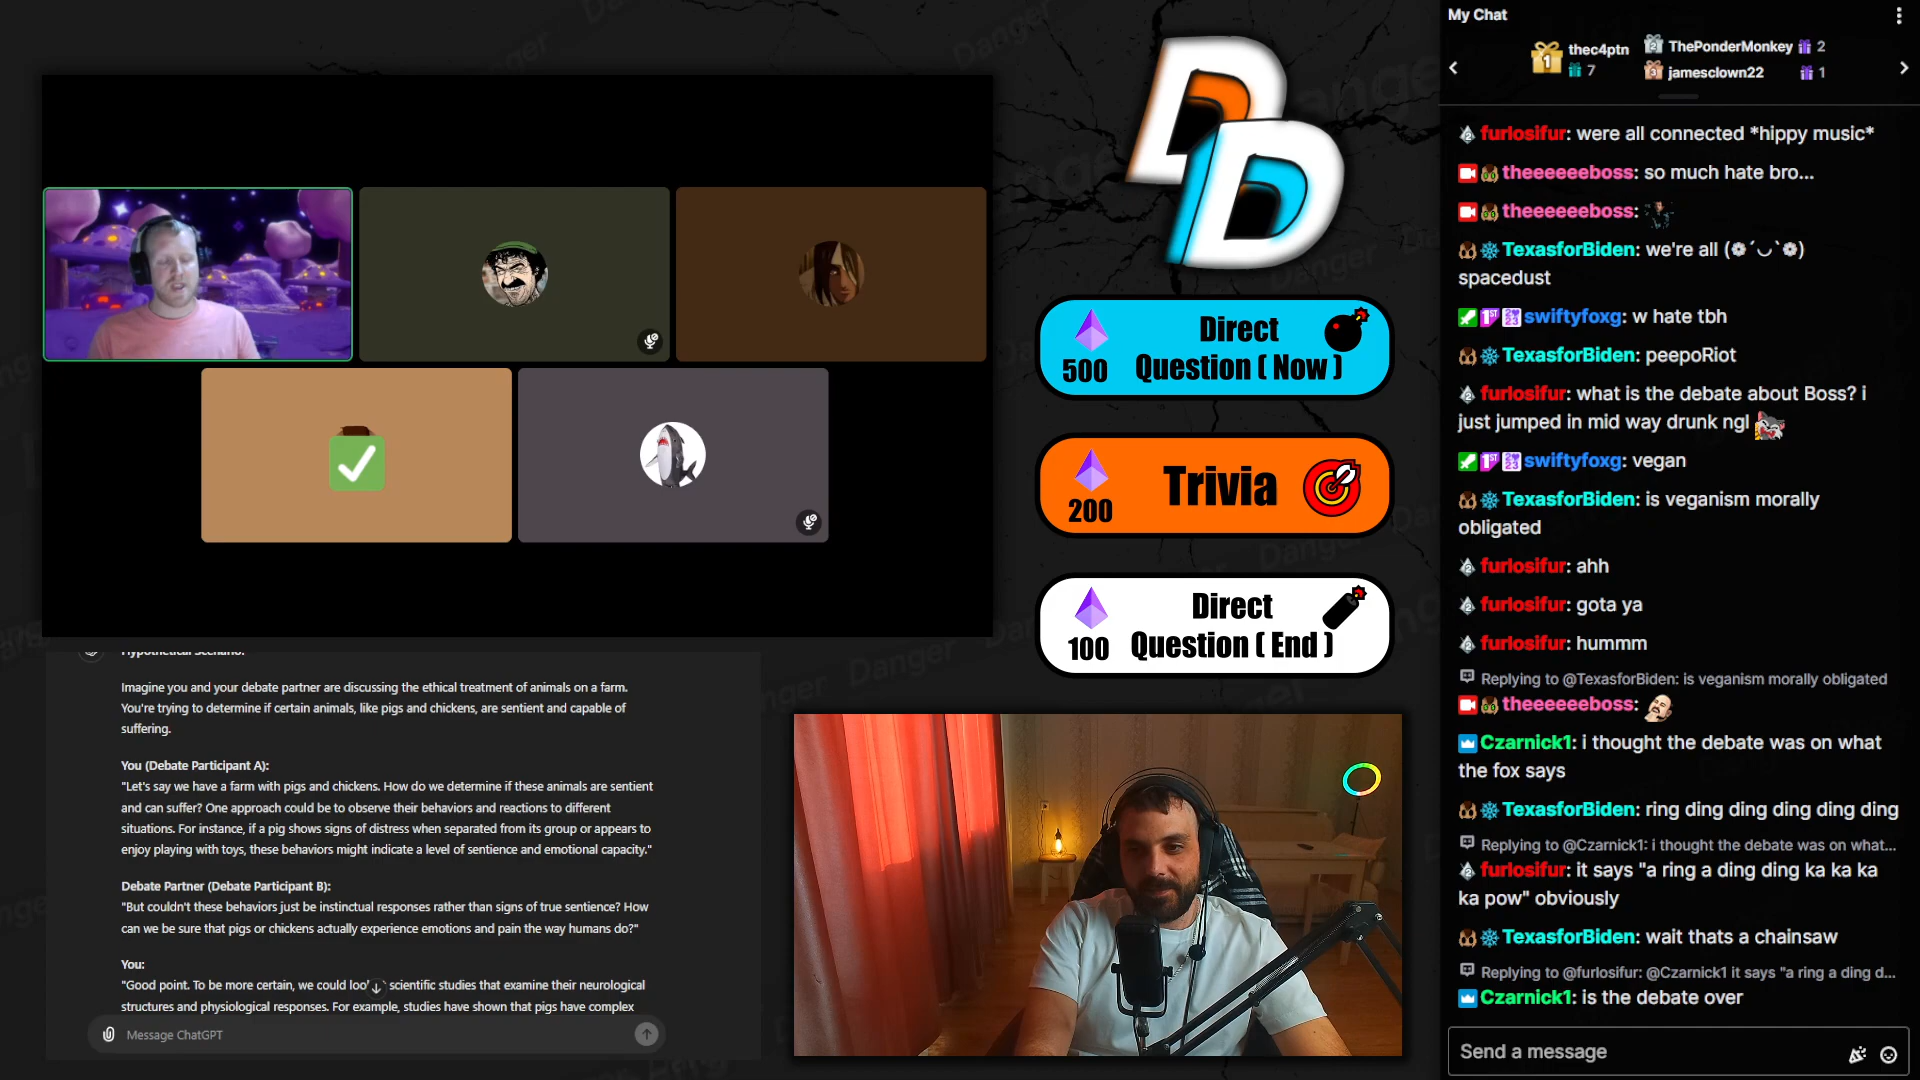 My Chat
thec4ptn
7
ThePonderMonkey 2
jamesclown22 1
furlosifur: were all connected *hippy music*
theeeeeeboss: so much hate bro...
theeeeeeboss:
TexasforBiden: we're all (❁´◡`❁)
spacedust
swiftyfoxg: w hate tbh
TexasforBiden: peepoRiot
furlosifur: what is the debate about Boss? i
just jumped in mid way drunk ngl
swiftyfoxg: vegan
TexasforBiden: is veganism morally
obligated
furlosifur: ahh
furlosifur: gota ya
furlosifur: hummm
Replying to @TexasforBiden: is veganism morally obligated
theeeeeeboss:
Czarnick1: i thought the debate was on what
the fox says
TexasforBiden: ring ding ding ding ding ding
Replying to @Czarnick1: i thought the debate was on what...
furlosifur: it says "a ring a ding ding ka ka ka
ka pow" obviously
TexasforBiden: wait thats a chainsaw
Replying to @furlosifur: @Czarnick1 it says "a ring a ding d...
Czarnick1: is the debate over
Send a message
DD
500
Direct
Question ( Now )
200
Trivia
100
Direct
Question ( End )
Hypothetical Scenario:
Imagine you and your debate partner are discussing the ethical treatment of animals on a farm.
You're trying to determine if certain animals, like pigs and chickens, are sentient and capable of
suffering.
You (Debate Participant A):
"Let's say we have a farm with pigs and chickens. How do we determine if these animals are sentient
and can suffer? One approach could be to observe their behaviors and reactions to different
situations. For instance, if a pig shows signs of distress when separated from its group or appears to
enjoy playing with toys, these behaviors might indicate a level of sentience and emotional capacity."
Debate Partner (Debate Participant B):
"But couldn't these behaviors just be instinctual responses rather than signs of true sentience? How
can we be sure that pigs or chickens actually experience emotions and pain the way humans do?"
You:
"Good point. To be more certain, we could scientific studies that examine their neurological
structures and physiological responses. For example, studies have shown that pigs have complex
Message ChatGPT